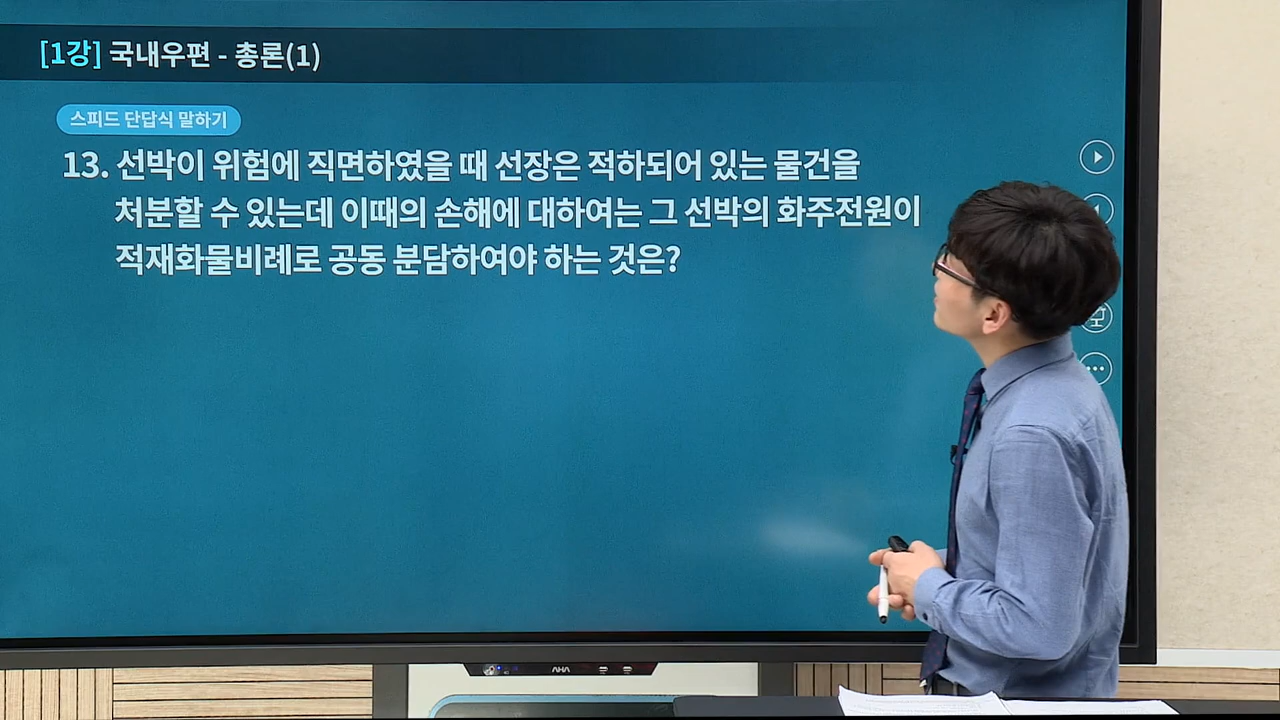 [1강] 국내우편 - 총론(1)
스피드 단답식 말하기
13. 선박이 위험에 직면하였을 때 선장은 적하되어 있는 물건을
처분할 수 있는데 이때의 손해에 대하여는 그 선박의 화주전원이
적재화물비례로 공동 분담하여야 하는 것은?
AHA